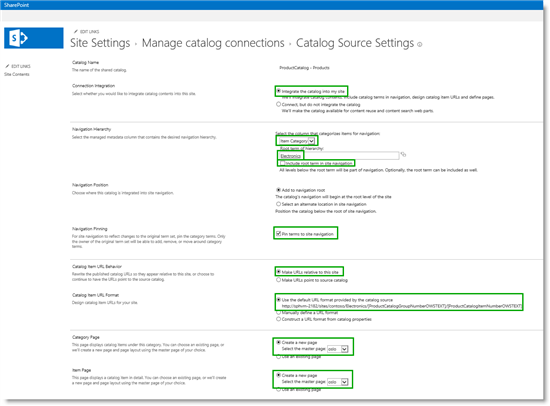 SharePoint
EDIT LINKS
Site Settings › Manage catalog connections › Catalog Source Settings
EDIT LINKS
Site Contents
Catalog Name
The name of the shared catalog.
ProductCatalog - Products
Connection Integration
Select whether you would like to integrate catalog contents into this site.
Integrate the catalog into my site
We'll integrate catalog contents, include catalog terms in navigation, design catalog item URLs and define pages.
Connect, but do not integrate the catalog
We'll make the catalog available for content reuse and content search web parts.
Navigation Hierarchy
Select the managed metadata column that contains the desired navigation hierarchy.
Select the column that categorizes items for navigation:
Item Category
Root term of hierarchy:
Electronics
Include root term in site navigation
All levels below the root term will be part of navigation. Optionally, the root term can be included as well.
Navigation Position
Choose where this catalog is integrated into site navigation.
Add to navigation root
The catalog's navigation will begin at the root level of the site
Select an alternate location in site navigation
Position the catalog below the root of site navigation.
Navigation Pinning
For site navigation to reflect changes to the original term set, pin the category terms. Only
the owner of the original term set will be able to add, remove, or move around category
terms.
Pin terms to site navigation
Catalog Item URL Behavior
Rewrite the published catalog URLs as they appear relative to this site, or choose to
continue to have the URLs point to the source catalog.
Make URLs relative to this site
Make URLs point to source catalog
Catalog Item URL Format
Design catalog item URLs for your site.
Use the default URL format provided by the catalog source
Manually define a URL format
Construct a URL format from catalog properties.
Category Page
This page displays catalog items under this category. You can choose an existing page, or
we'll create a new page and page layout using the master page of your choice.
Create a new page
Select the master page: oslo
Use an existing page
Item Page
This page displays a catalog item in detail. You can choose an existing page, or we'll create
a new page and page layout using the master page of your choice.
Create a new page
Select the master page: oslo
Use an existing page